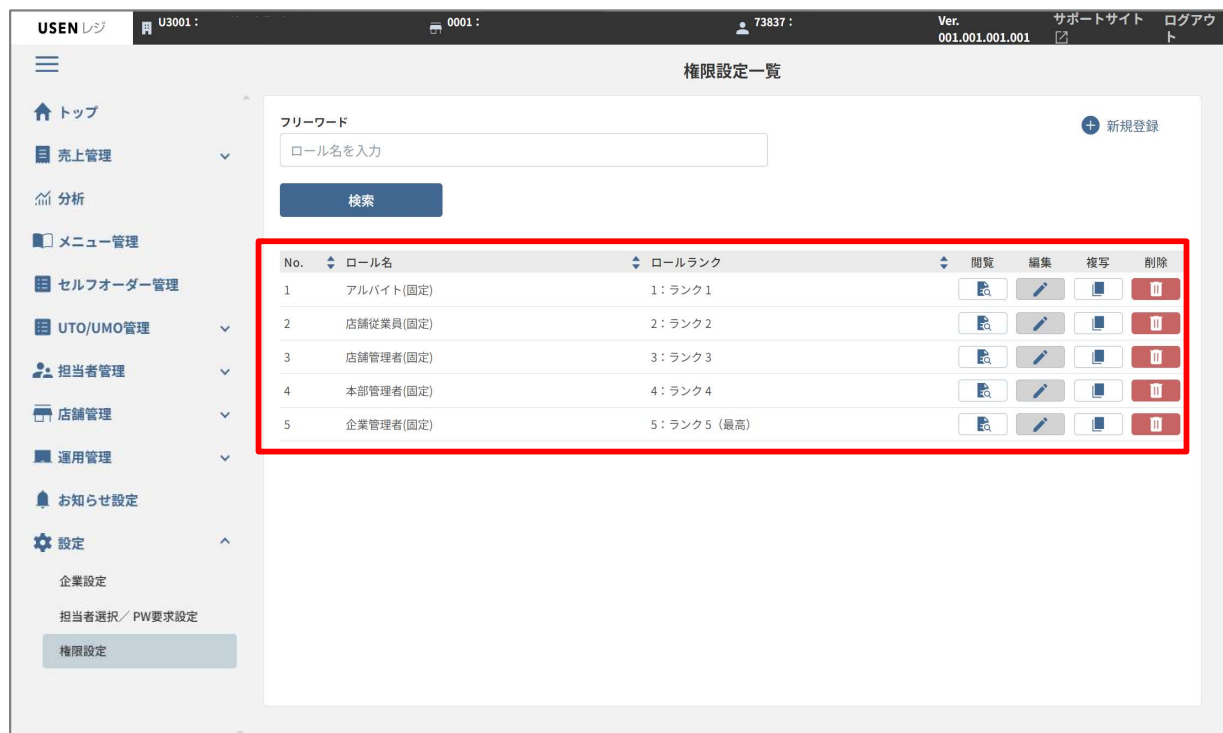 USEN レジ
U3001：
0001：
73837：
Ver.
001.001.001.001
サポートサイト
ログアウ
ト
権限設定一覧
トップ
売上管理
分析
メニュー管理
セルフオーダー管理
UTO/UMO管理
担当者管理
店舗管理
運用管理
お知らせ設定
設定
企業設定
担当者選択／PW要求設定
権限設定
フリーワード
新規登録
ロール名を入力
検索
No. ロール名 ロールランク 閲覧 編集 複写 削除
1 アルバイト(固定) 1：ランク1
2 店舗従業員(固定) 2：ランク2
3 店舗管理者(固定) 3：ランク3
4 本部管理者(固定) 4：ランク4
5 企業管理者(固定) 5：ランク5（最高）